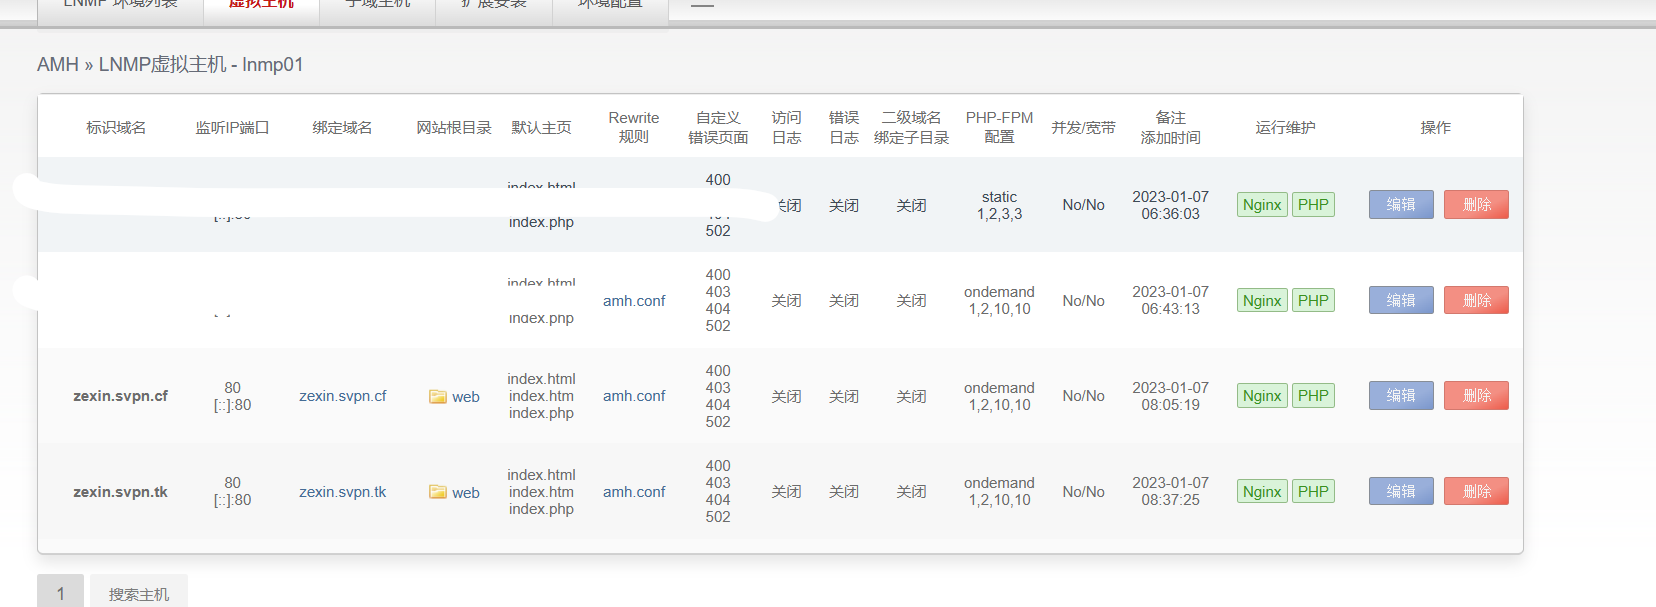 LNMP 环境列表 虚拟主机 子域主机 扩展安装 环境配置
AMH » LNMP虚拟主机 - lnmp01
标识域名 监听IP端口 绑定域名 网站根目录 默认主页 Rewrite 规则 自定义 错误页面 访问 日志 错误 日志 二级域名 绑定子目录 PHP-FPM 配置 并发/宽带 备注 添加时间 运行维护 操作
[::]:80 index.html index.php 400 404 502 关闭 关闭 关闭 static 1,2,3,3 No/No 2023-01-07 06:36:03 Nginx PHP 编辑 删除
index.html index.php amh.conf 400 403 404 502 关闭 关闭 关闭 ondemand 1,2,10,10 No/No 2023-01-07 06:43:13 Nginx PHP 编辑 删除
zexin.svpn.cf 80 [::]:80 zexin.svpn.cf web index.html index.htm index.php amh.conf 400 403 404 502 关闭 关闭 关闭 ondemand 1,2,10,10 No/No 2023-01-07 08:05:19 Nginx PHP 编辑 删除
zexin.svpn.tk 80 [::]:80 zexin.svpn.tk web index.html index.htm index.php amh.conf 400 403 404 502 关闭 关闭 关闭 ondemand 1,2,10,10 No/No 2023-01-07 08:37:25 Nginx PHP 编辑 删除
1 搜索主机